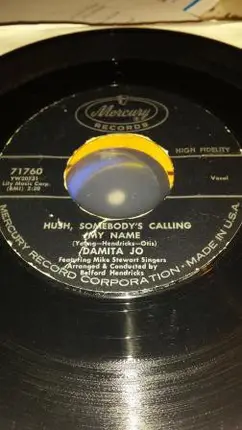 Mercury
RECORDS
HIGH FIDELITY
71760
YW20731
Lily Music Corp.
(BMI) 2:20
Vocal
HUSH, SOMEBODY'S CALLING
MY NAME
(Young-Hendricks-Otis)
DAMITA JO
Featuring Mike Stewart Singers
Arranged & Conducted by
Belford Hendricks
MERCURY RECORD CORPORATION • MADE IN U.S.A.